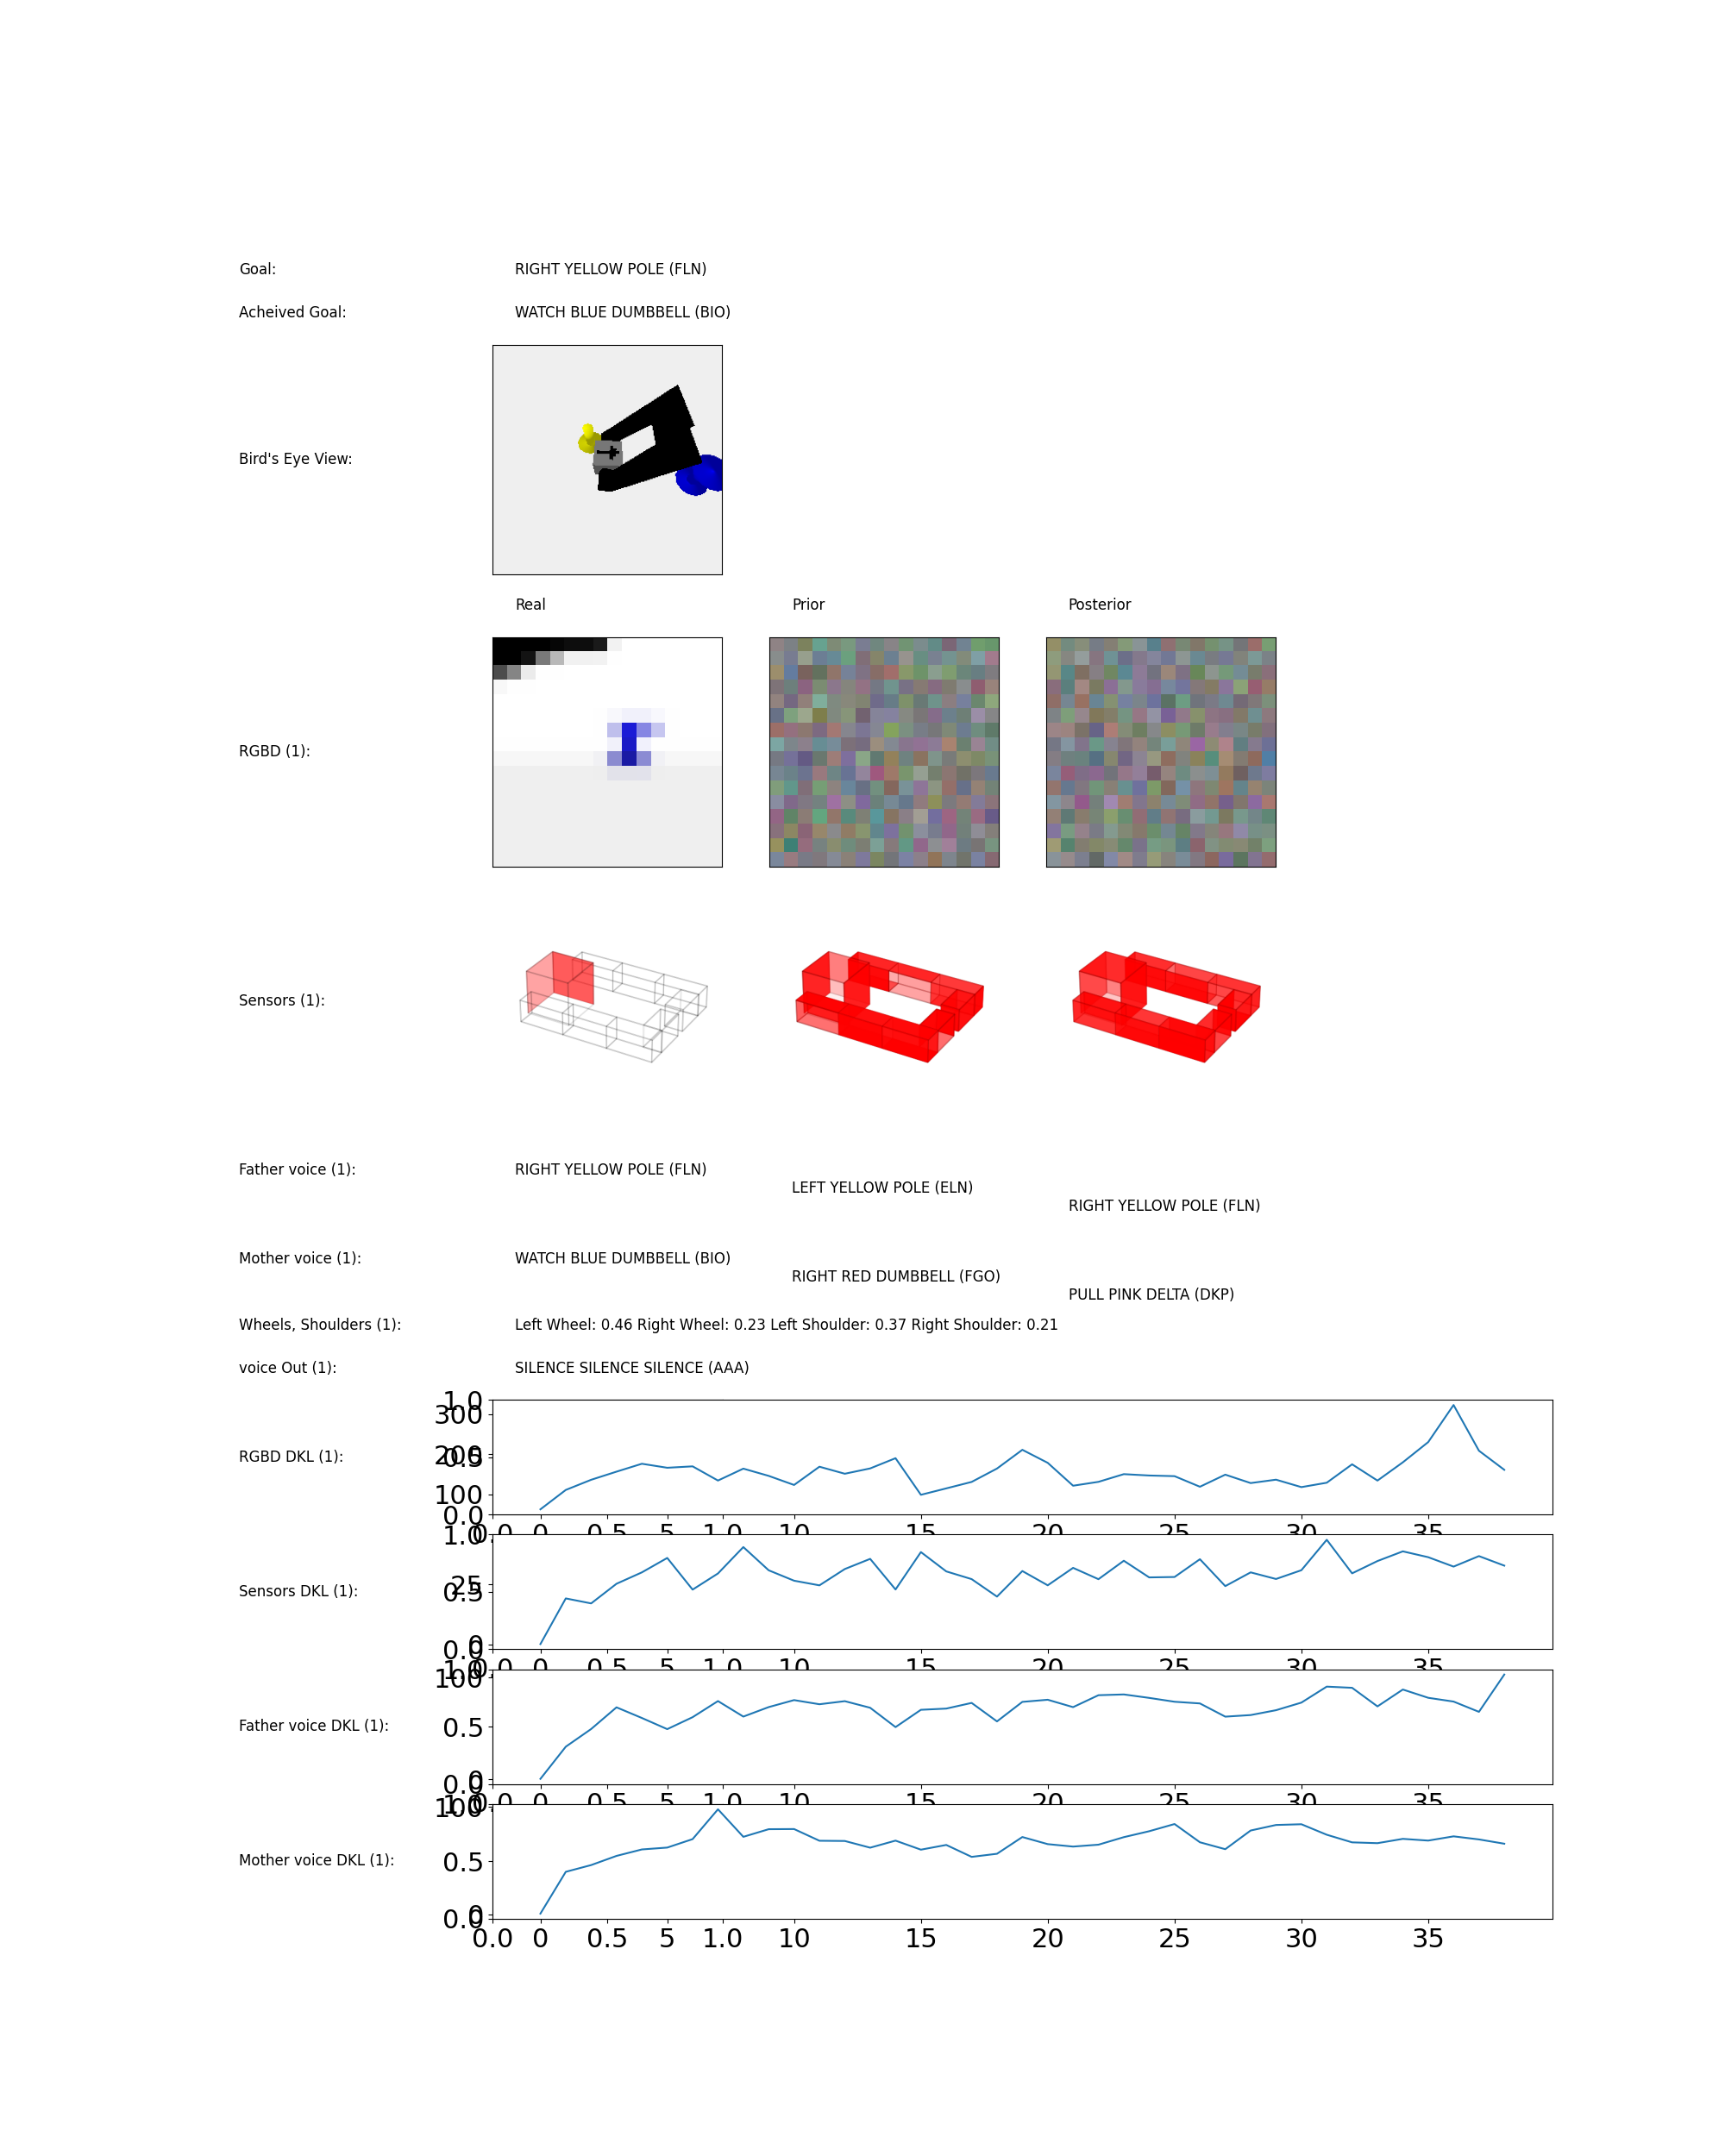 Goal: RIGHT YELLOW POLE (FLN)
Acheived Goal: WATCH BLUE DUMBBELL (BIO)
Bird's Eye View:
Real Prior Posterior
RGBD (1):
Sensors (1):
Father voice (1): RIGHT YELLOW POLE (FLN)
LEFT YELLOW POLE (ELN)
RIGHT YELLOW POLE (FLN)
Mother voice (1): WATCH BLUE DUMBBELL (BIO)
RIGHT RED DUMBBELL (FGO)
PULL PINK DELTA (DKP)
Wheels, Shoulders (1): Left Wheel: 0.46 Right Wheel: 0.23 Left Shoulder: 0.37 Right Shoulder: 0.21
voice Out (1): SILENCE SILENCE SILENCE (AAA)
1.0
300
RGBD DKL (1): 200 0.5
100
0.0
0.0 0 0.5 5 1.0 10 15 20 25 30 35
1.0
25
Sensors DKL (1): 0.5
0
0.0
0.0 0 0.5 5 1.0 10 15 20 25 30 35
1.0
100
Father voice DKL (1): 0.5
0
0.0
0.0 0 0.5 5 1.0 10 15 20 25 30 35
1.0
100
Mother voice DKL (1): 0.5
0
0.0
0.0 0 0.5 5 1.0 10 15 20 25 30 35